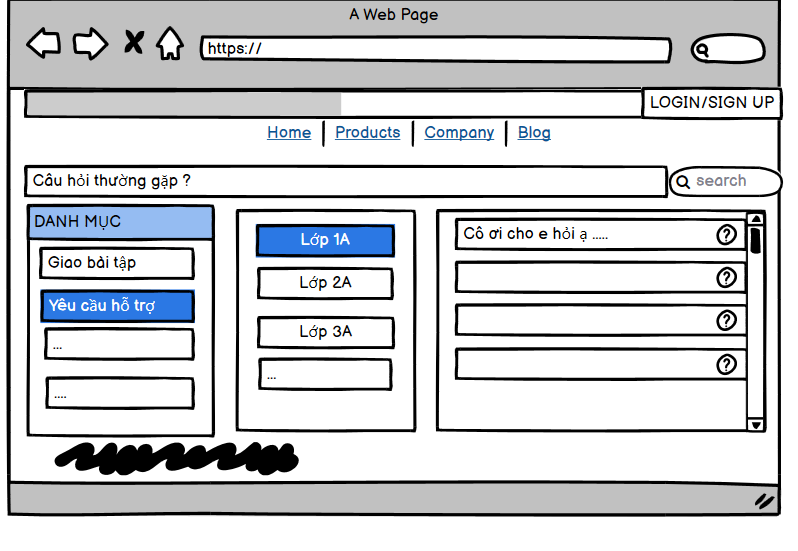 A Web Page
https://
LOGIN/SIGN UP
Home Products Company Blog
Câu hỏi thường gặp ?
search
DANH MỤC
Giao bài tập
Yêu cầu hỗ trợ
...
....
Lớp 1A
Lớp 2A
Lớp 3A
...
Cô ơi cho e hỏi ạ ..... ?
?
?
?